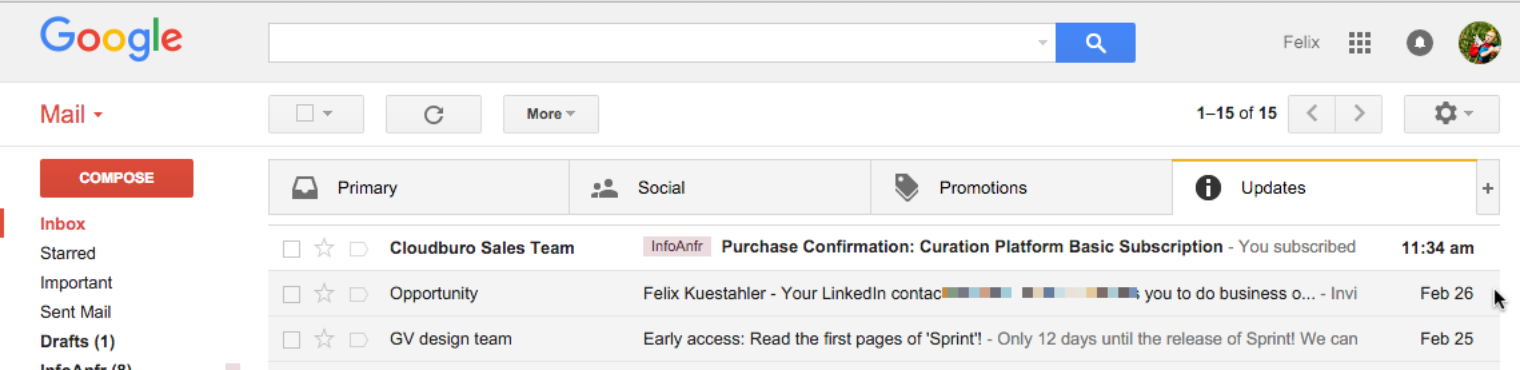 Google
Felix
Mail
More
1–15 of 15
COMPOSE
Primary
Social
Promotions
Updates
+
Inbox
Starred
Important
Sent Mail
Drafts (1)
InfoAnfr (8)
Cloudburo Sales Team InfoAnfr Purchase Confirmation: Curation Platform Basic Subscription - You subscribed 11:34 am
Opportunity Felix Kuestahler - Your LinkedIn contac you to do business o... - Invi Feb 26
GV design team Early access: Read the first pages of 'Sprint'! - Only 12 days until the release of Sprint! We can Feb 25